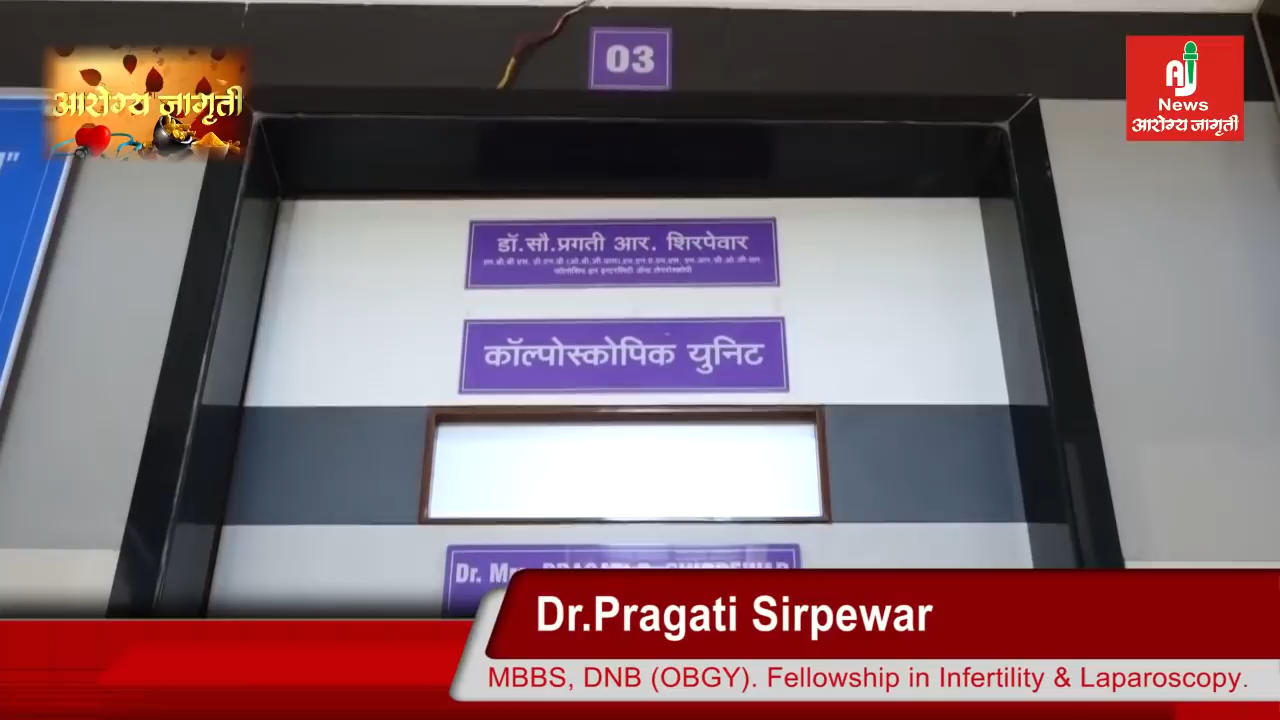 03
आरोग्य जागृती
AJ
News
आरोग्य जागृती
डॉ.सौ.प्रगती आर. शिरपेवार
कॉल्पोस्कोपिक युनिट
Dr. Mrs.
Dr.Pragati Sirpewar
MBBS, DNB (OBGY). Fellowship in Infertility & Laparoscopy.